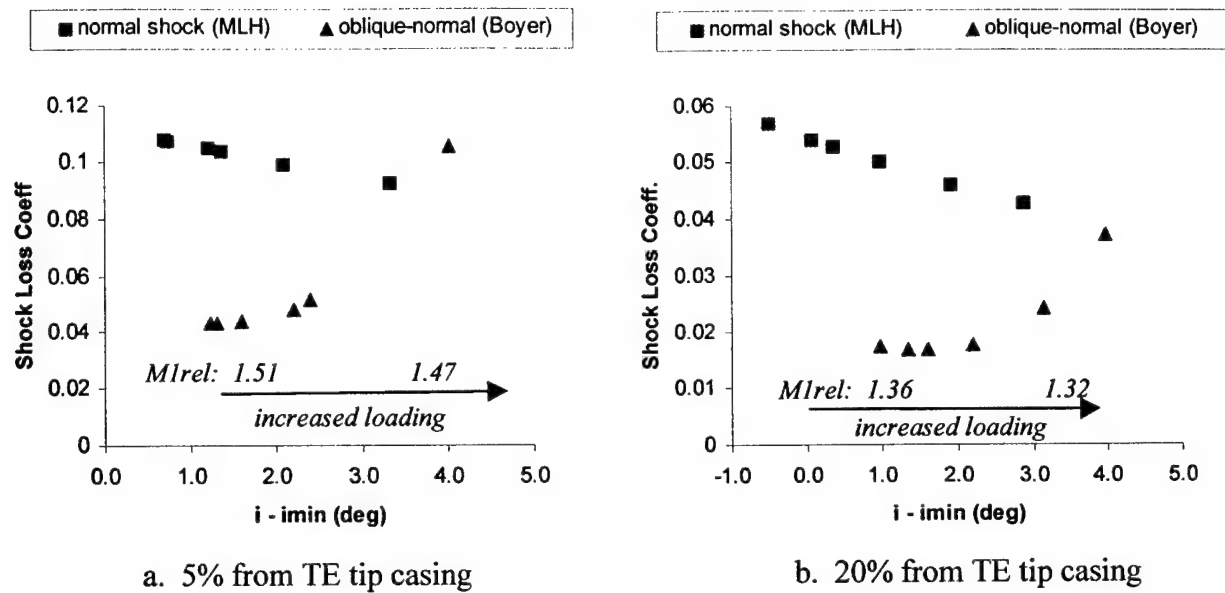 ■ normal shock (MLH) ▲ oblique-normal (Boyer)
0.12
0.1
0.08
0.06
0.04
0.02
0
Shock Loss Coeff
M1rel: 1.51 1.47
increased loading
0.0 1.0 2.0 3.0 4.0 5.0
i - imin (deg)
a. 5% from TE tip casing
■ normal shock (MLH) ▲ oblique-normal (Boyer)
0.06
0.05
0.04
0.03
0.02
0.01
0
Shock Loss Coeff.
M1rel: 1.36 1.32
increased loading
-1.0 0.0 1.0 2.0 3.0 4.0 5.0
i - imin (deg)
b. 20% from TE tip casing